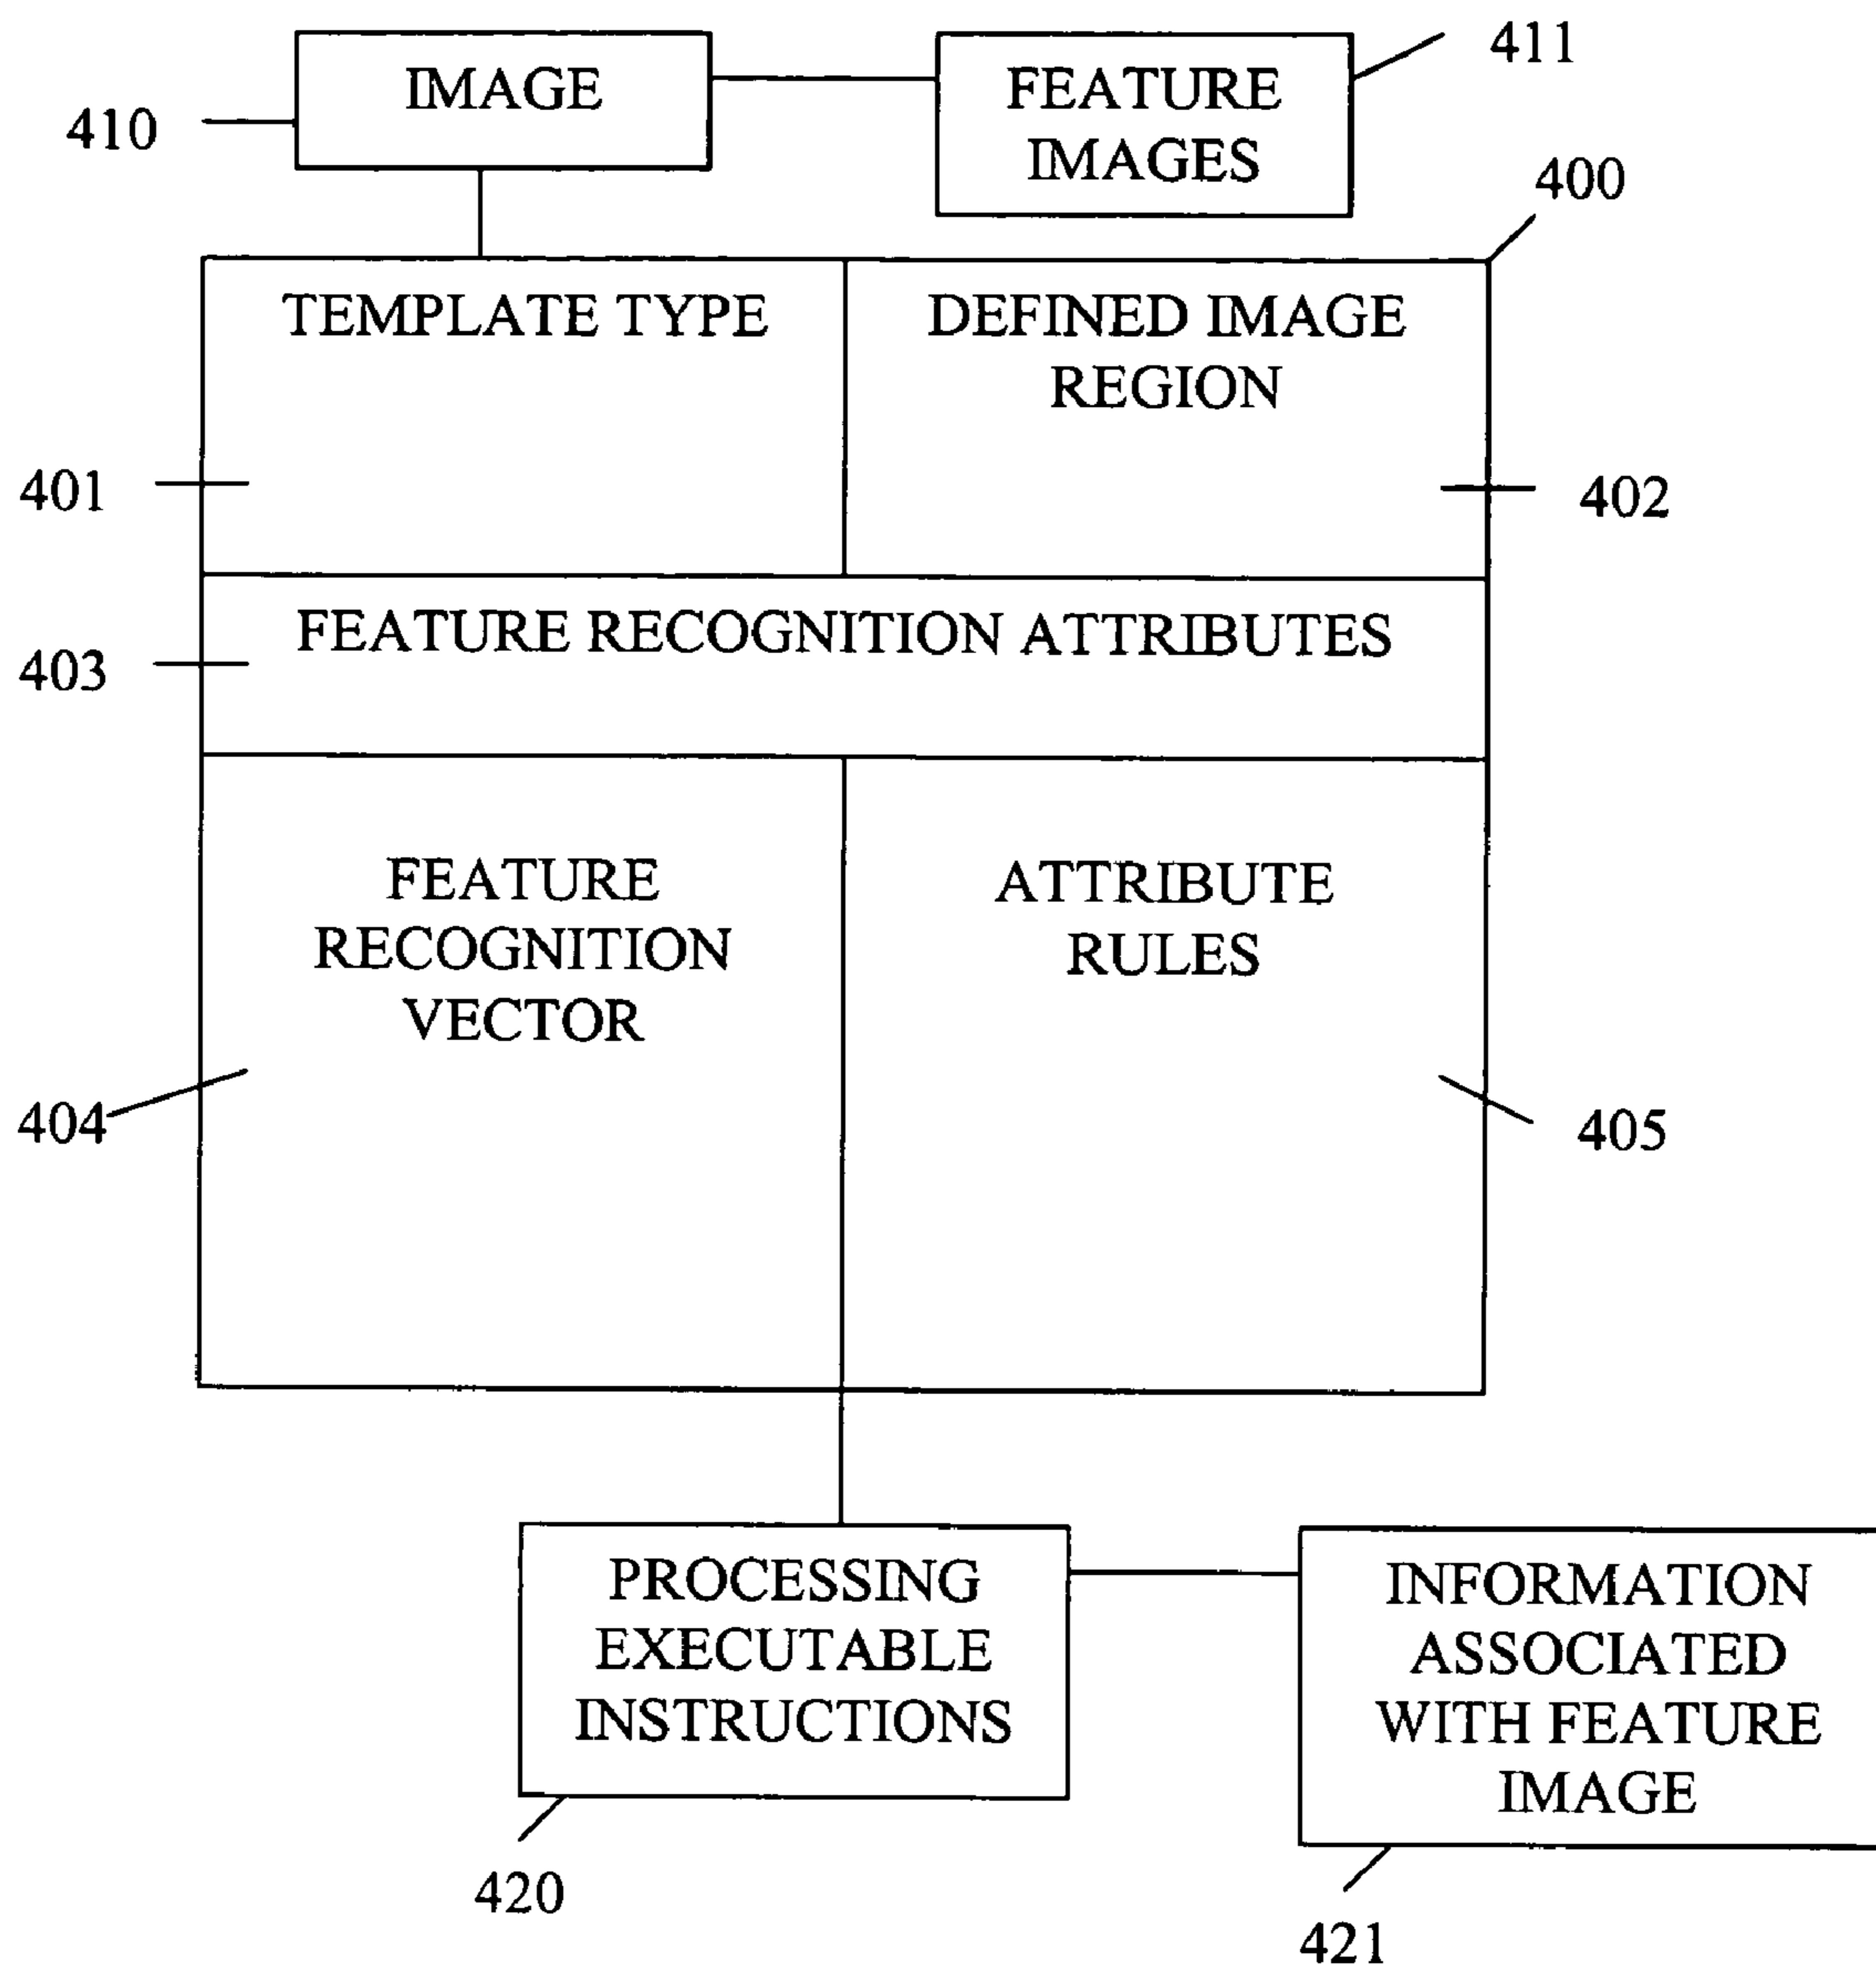 IMAGE
FEATURE
IMAGES
411
410
400
TEMPLATE TYPE
DEFINED IMAGE
REGION
401
402
FEATURE RECOGNITION ATTRIBUTES
403
FEATURE
RECOGNITION
VECTOR
ATTRIBUTE
RULES
404
405
PROCESSING
EXECUTABLE
INSTRUCTIONS
INFORMATION
ASSOCIATED
WITH FEATURE
IMAGE
420
421